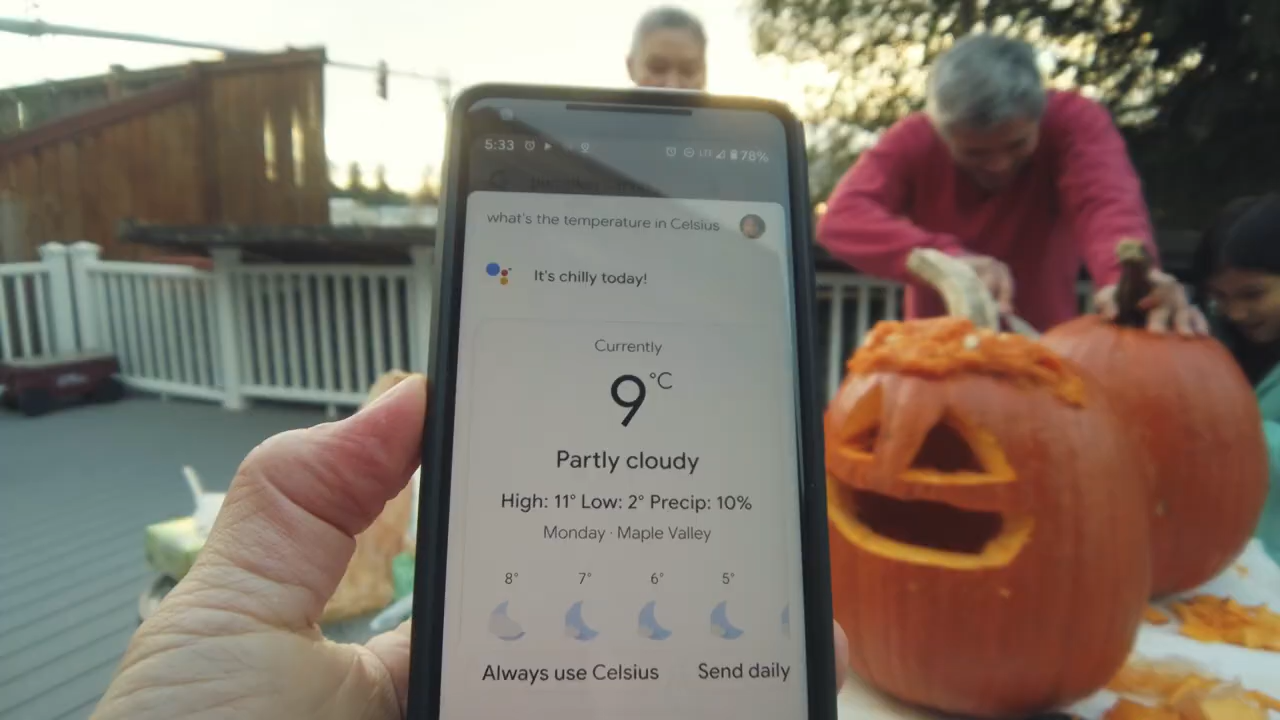 5:33 LTE 78%
what's the temperature in Celsius
It's chilly today!
Currently
9°C
Partly cloudy
High: 11° Low: 2° Precip: 10%
Monday · Maple Valley
8° 7° 6° 5°
Always use Celsius Send daily